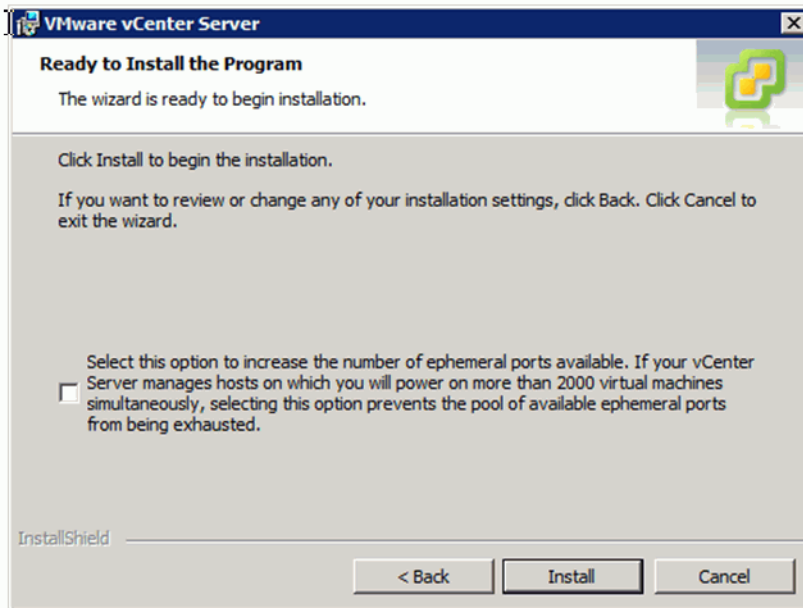 VMware vCenter Server
Ready to Install the Program
The wizard is ready to begin installation.
Click Install to begin the installation.
If you want to review or change any of your installation settings, click Back. Click Cancel to
exit the wizard.
Select this option to increase the number of ephemeral ports available. If your vCenter
Server manages hosts on which you will power on more than 2000 virtual machines
simultaneously, selecting this option prevents the pool of available ephemeral ports
from being exhausted.
InstallShield
< Back
Install
Cancel